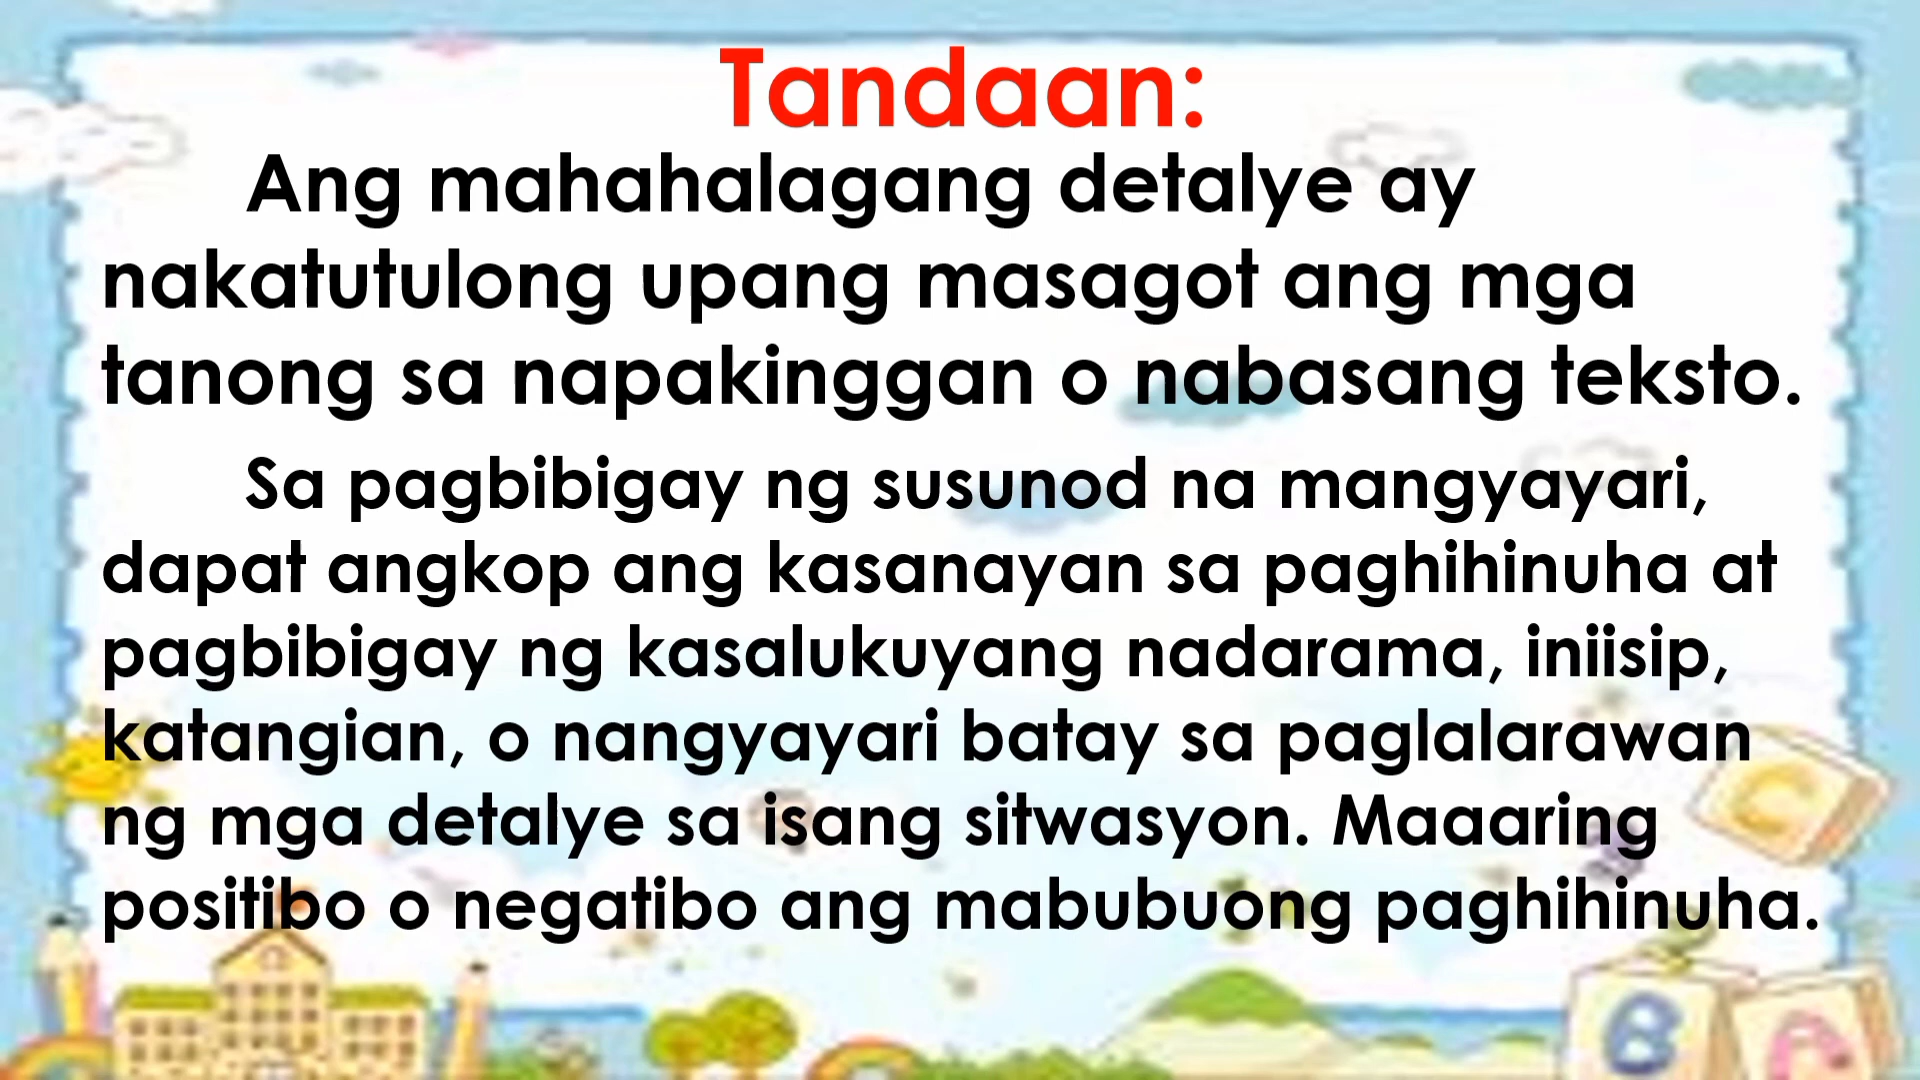 Tandaan:
Ang mahahalagang detalye ay
nakatutulong upang masagot ang mga
tanong sa napakinggan o nabasang teksto.
Sa pagbibigay ng susunod na mangyayari,
dapat angkop ang kasanayan sa paghihinuha at
pagbibigay ng kasalukuyang nadarama, iniisip,
katangian, o nangyayari batay sa paglalarawan
ng mga detalye sa isang sitwasyon. Maaaring
positibo o negatibo ang mabubuong paghihinuha.
C
B
A